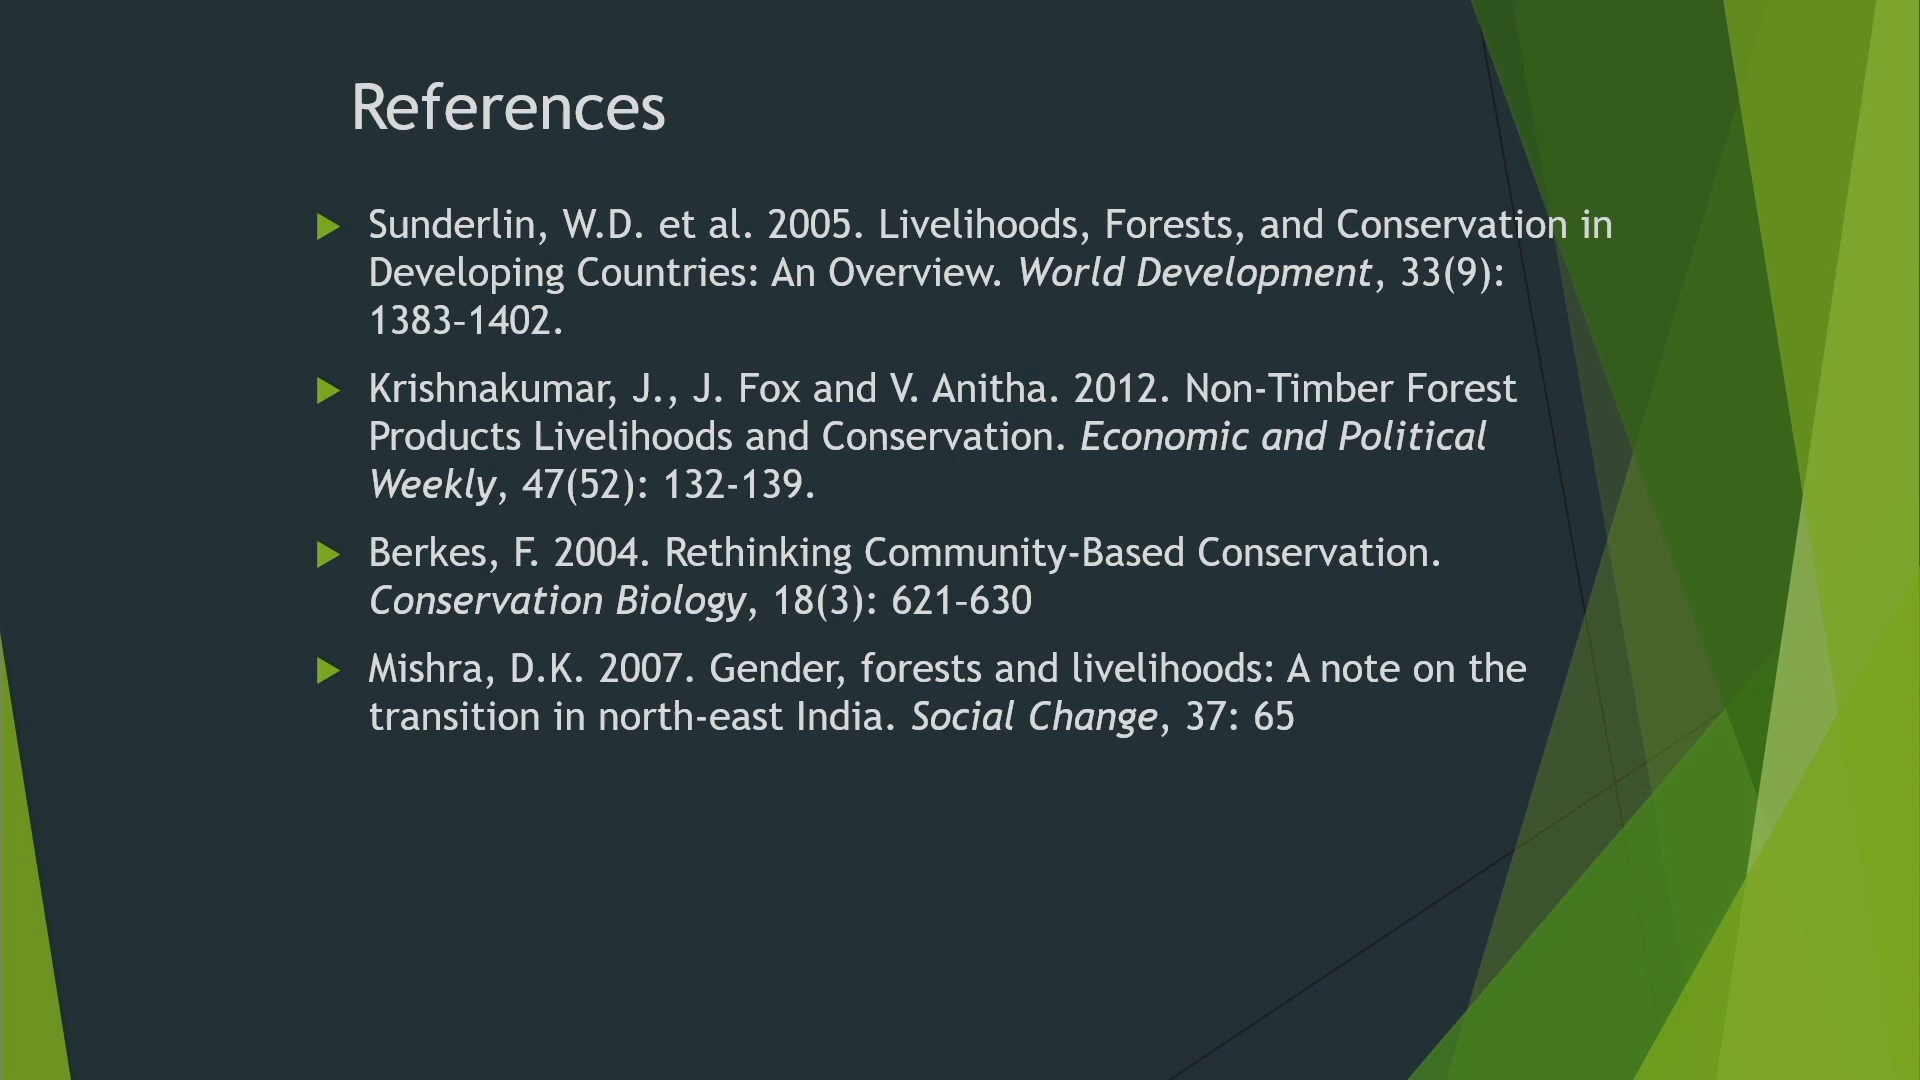 References
Sunderlin, W.D. et al. 2005. Livelihoods, Forests, and Conservation in
Developing Countries: An Overview. World Development, 33(9):
1383–1402.
Krishnakumar, J., J. Fox and V. Anitha. 2012. Non-Timber Forest
Products Livelihoods and Conservation. Economic and Political
Weekly, 47(52): 132-139.
Berkes, F. 2004. Rethinking Community-Based Conservation.
Conservation Biology, 18(3): 621–630
Mishra, D.K. 2007. Gender, forests and livelihoods: A note on the
transition in north-east India. Social Change, 37: 65